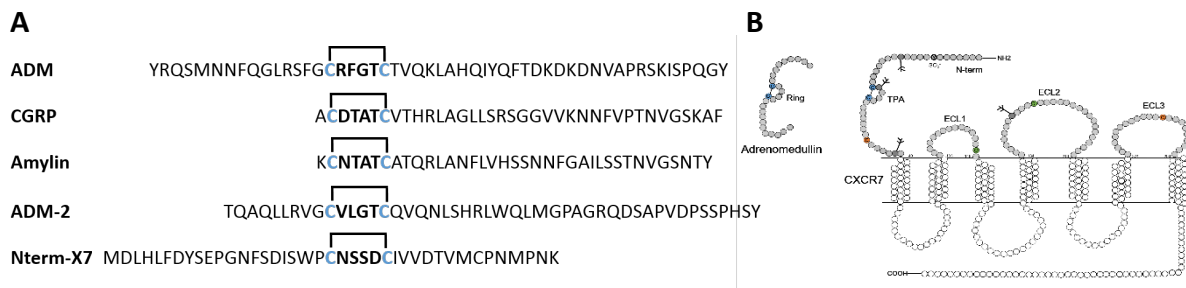 A
ADM YRQSMNNFQGLRSFGCRFGTCTVQKLAHQIYQFTDKDKDNVAPRSKISPQGY
CGRP ACDTATCVTHRLAGLLSRSGGVVKNNFVPTNVGSKAF
Amylin KCNTATCATQRLANFLVHSSNNFGAILSSTNVGSNTY
ADM-2 TQAQLLRVGCVLGTCQVQNLSHRLWQLMGPAGRQDSAPVDPSSPHSY
Nterm-X7 MDLHLFDYSEPGNFSDISWPCNSSDCIVVDTVMCPNMPNK
B
NH2
N-term
Ring
TPA
ECL1
ECL2
ECL3
Adrenomedullin
CXCR7
COOH